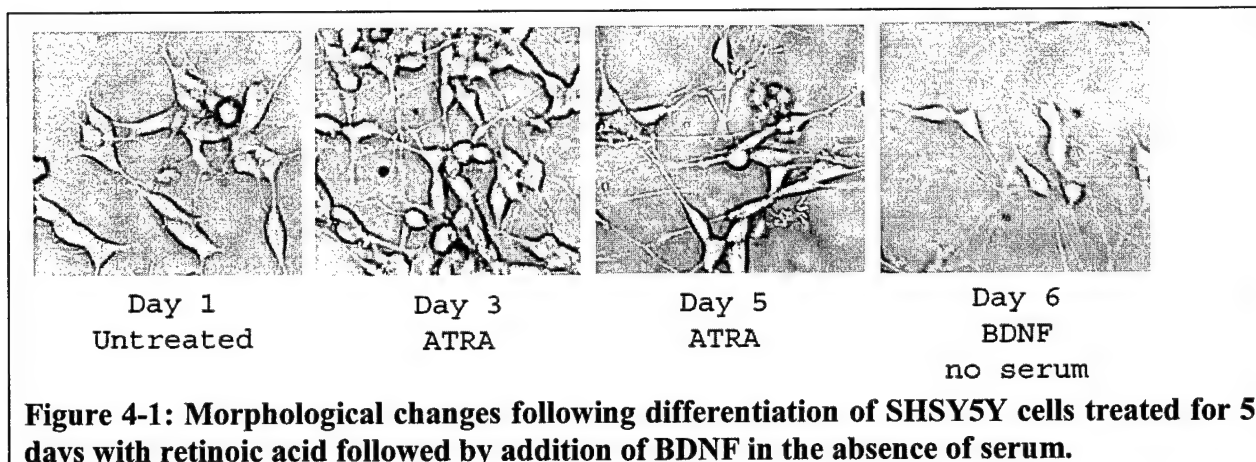 Day 1
Untreated
Day 3
ATRA
Day 5
ATRA
Day 6
BDNF
no serum
Figure 4-1: Morphological changes following differentiation of SHSY5Y cells treated for 5
days with retinoic acid followed by addition of BDNF in the absence of serum.